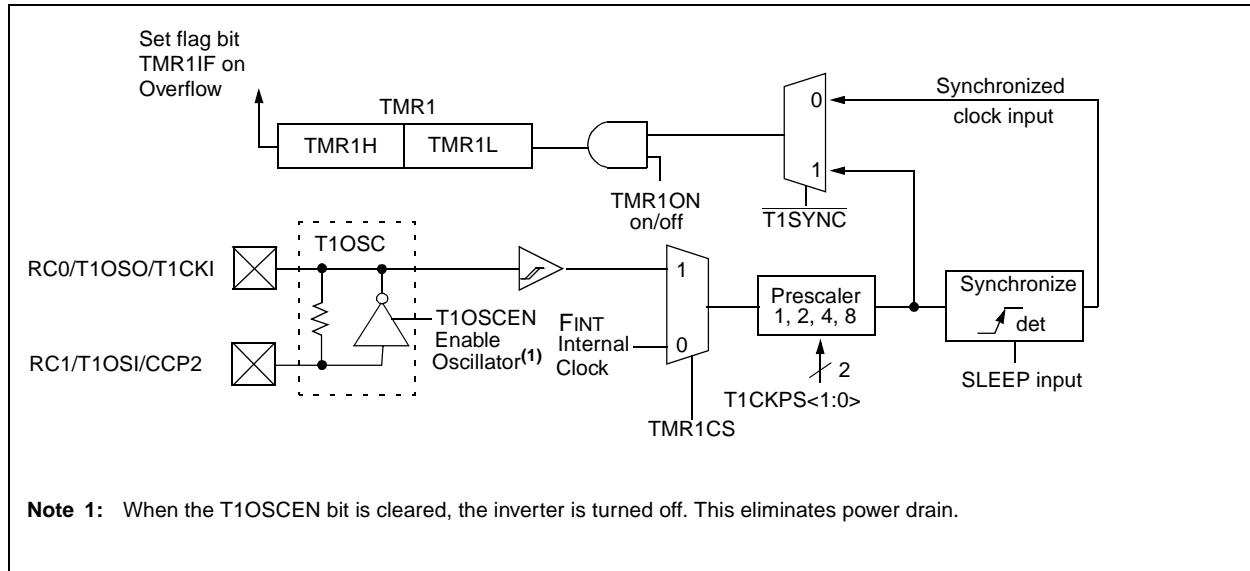 Set flag bit
TMR1IF on
Overflow
TMR1
TMR1H
TMR1L
TMR1ON
on/off
0
1
T1SYNC
Synchronized
clock input
T1OSC
RC0/T1OSO/T1CKI
RC1/T1OSI/CCP2
T1OSCEN
Enable
Oscillator(1)
FINT
Internal
Clock
1
0
TMR1CS
Prescaler
1, 2, 4, 8
2
T1CKPS<1:0>
Synchronize
det
SLEEP input
Note 1: When the T1OSCEN bit is cleared, the inverter is turned off. This eliminates power drain.